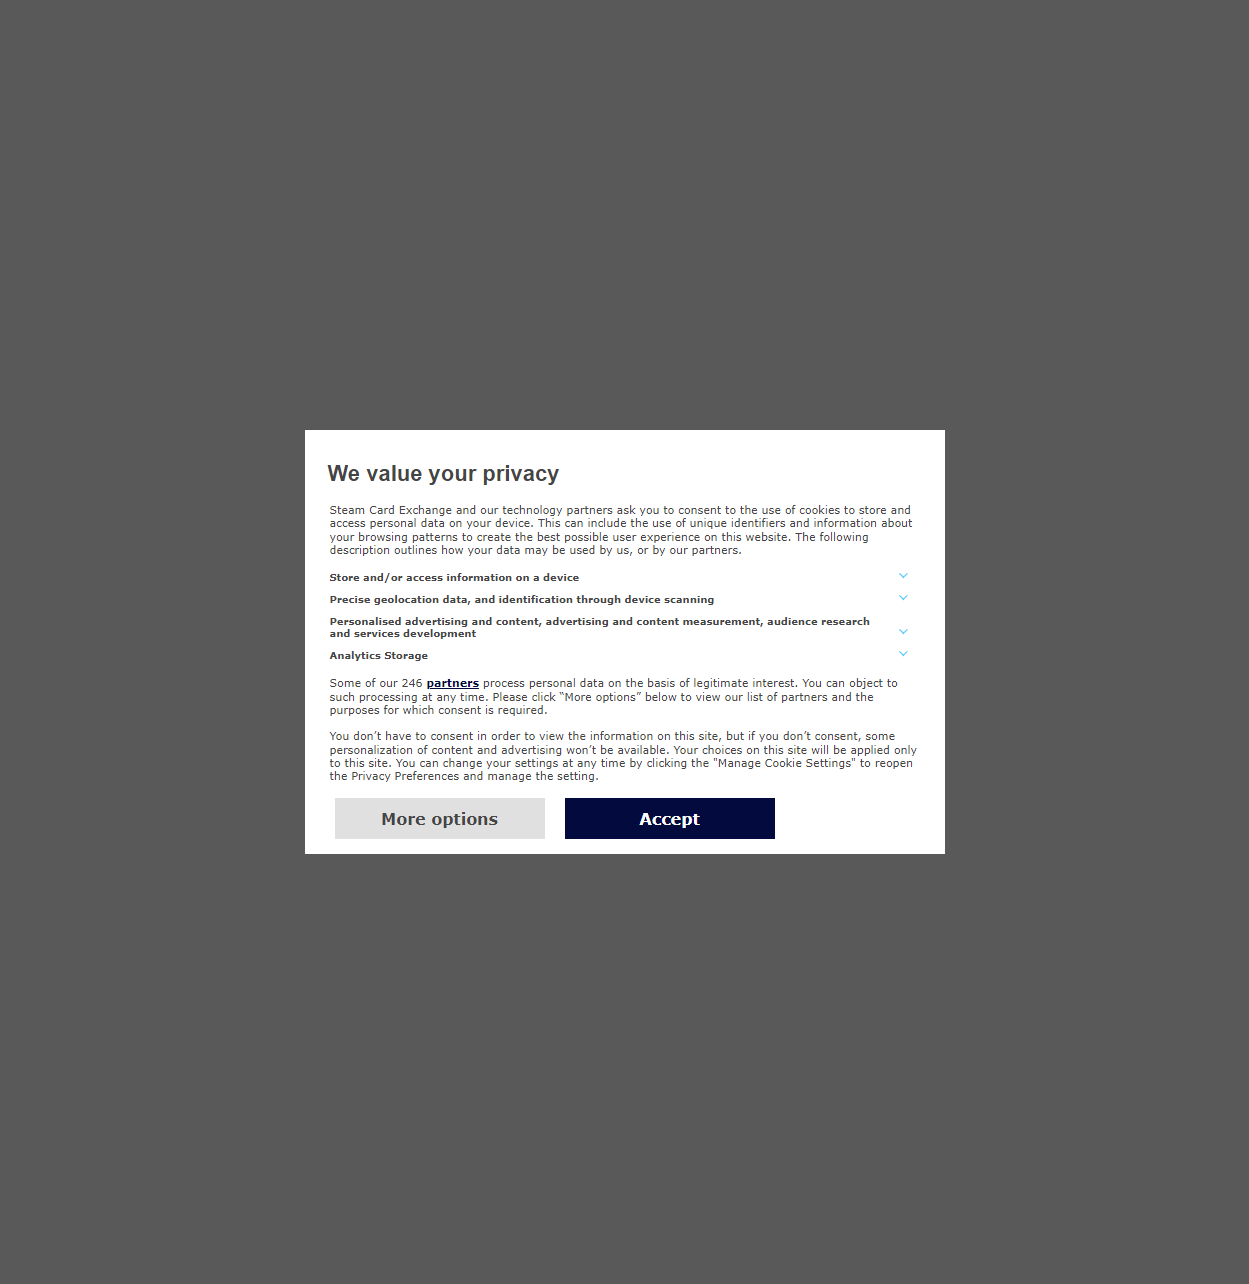 We value your privacy
Steam Card Exchange and our technology partners ask you to consent to the use of cookies to store and
access personal data on your device. This can include the use of unique identifiers and information about
your browsing patterns to create the best possible user experience on this website. The following
description outlines how your data may be used by us, or by our partners.
Store and/or access information on a device
Precise geolocation data, and identification through device scanning
Personalised advertising and content, advertising and content measurement, audience research
and services development
Analytics Storage
Some of our 246 partners process personal data on the basis of legitimate interest. You can object to
such processing at any time. Please click “More options” below to view our list of partners and the
purposes for which consent is required.
You don’t have to consent in order to view the information on this site, but if you don’t consent, some
personalization of content and advertising won’t be available. Your choices on this site will be applied only
to this site. You can change your settings at any time by clicking the "Manage Cookie Settings" to reopen
the Privacy Preferences and manage the setting.
More options
Accept